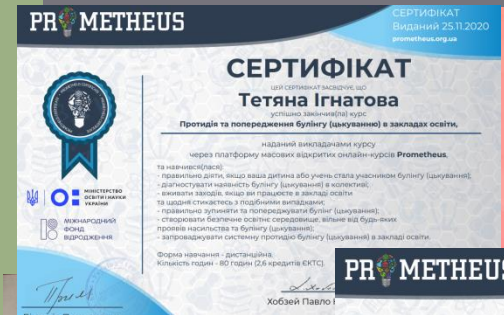 PROMETHEUS
СЕРТИФІКАТ
Виданий 25.11.2020
prometheus.org.ua
СЕРТИФІКАТ
ЦЕЙ СЕРТИФІКАТ ЗАСВІДЧУЄ, ЩО
Тетяна Ігнатова
успішно закінчив(ла) курс
Протидія та попередження булінгу (цькуванню) в закладах освіти,
наданий викладачами курсу
через платформу масових відкритих онлайн-курсів Prometheus,
та навчився(лася):
- правильно діяти, якщо ваша дитина або учень стала учасником булінгу (цькування);
- діагностувати наявність булінгу (цькування) в колективі;
- вживати заходів, якщо ви працюєте в закладі освіти
та щодня стикаєтесь з подібними випадками;
- правильно зупиняти та попереджувати булінг (цькування);
- створювати безпечне освітнє середовище, вільне від будь-яких
проявів насильства та булінгу (цькування);
- запроваджувати системну протидію булінгу (цькування) в закладі освіти.
МІНІСТЕРСТВО
ОСВІТИ І НАУКИ
УКРАЇНИ
МІЖНАРОДНИЙ
ФОНД
ВІДРОДЖЕННЯ
Форма навчання - дистанційна.
Кількість годин - 80 годин (2,6 кредитів ЄКТС).
Хобзей Павло
PROMETHEUS